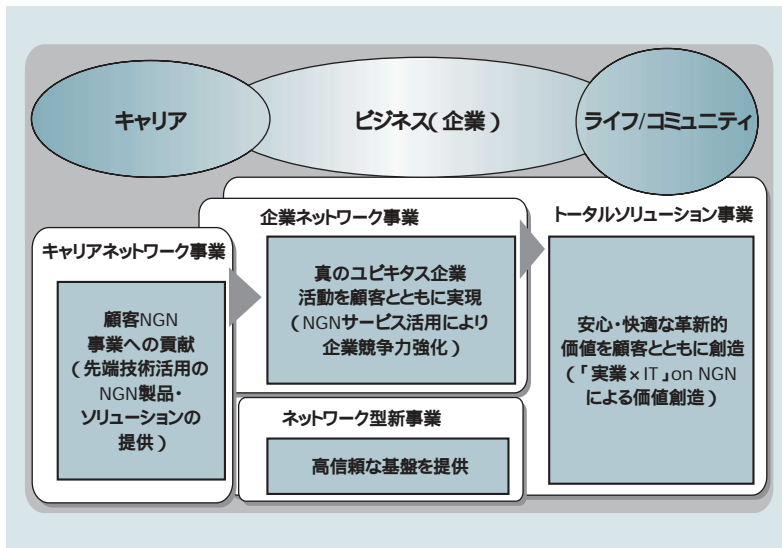 キャリア
ビジネス(企業)
ライフ/コミュニティ
キャリアネットワーク事業
顧客NGN
事業への貢献
(先端技術活用の
NGN製品・
ソリューションの
提供)
企業ネットワーク事業
真のユビキタス企業
活動を顧客とともに実現
(NGNサービス活用により
企業競争力強化)
ネットワーク型新事業
高信頼な基盤を提供
トータルソリューション事業
安心・快適な革新的
価値を顧客とともに創造
(「実業×IT」on NGN
による価値創造)